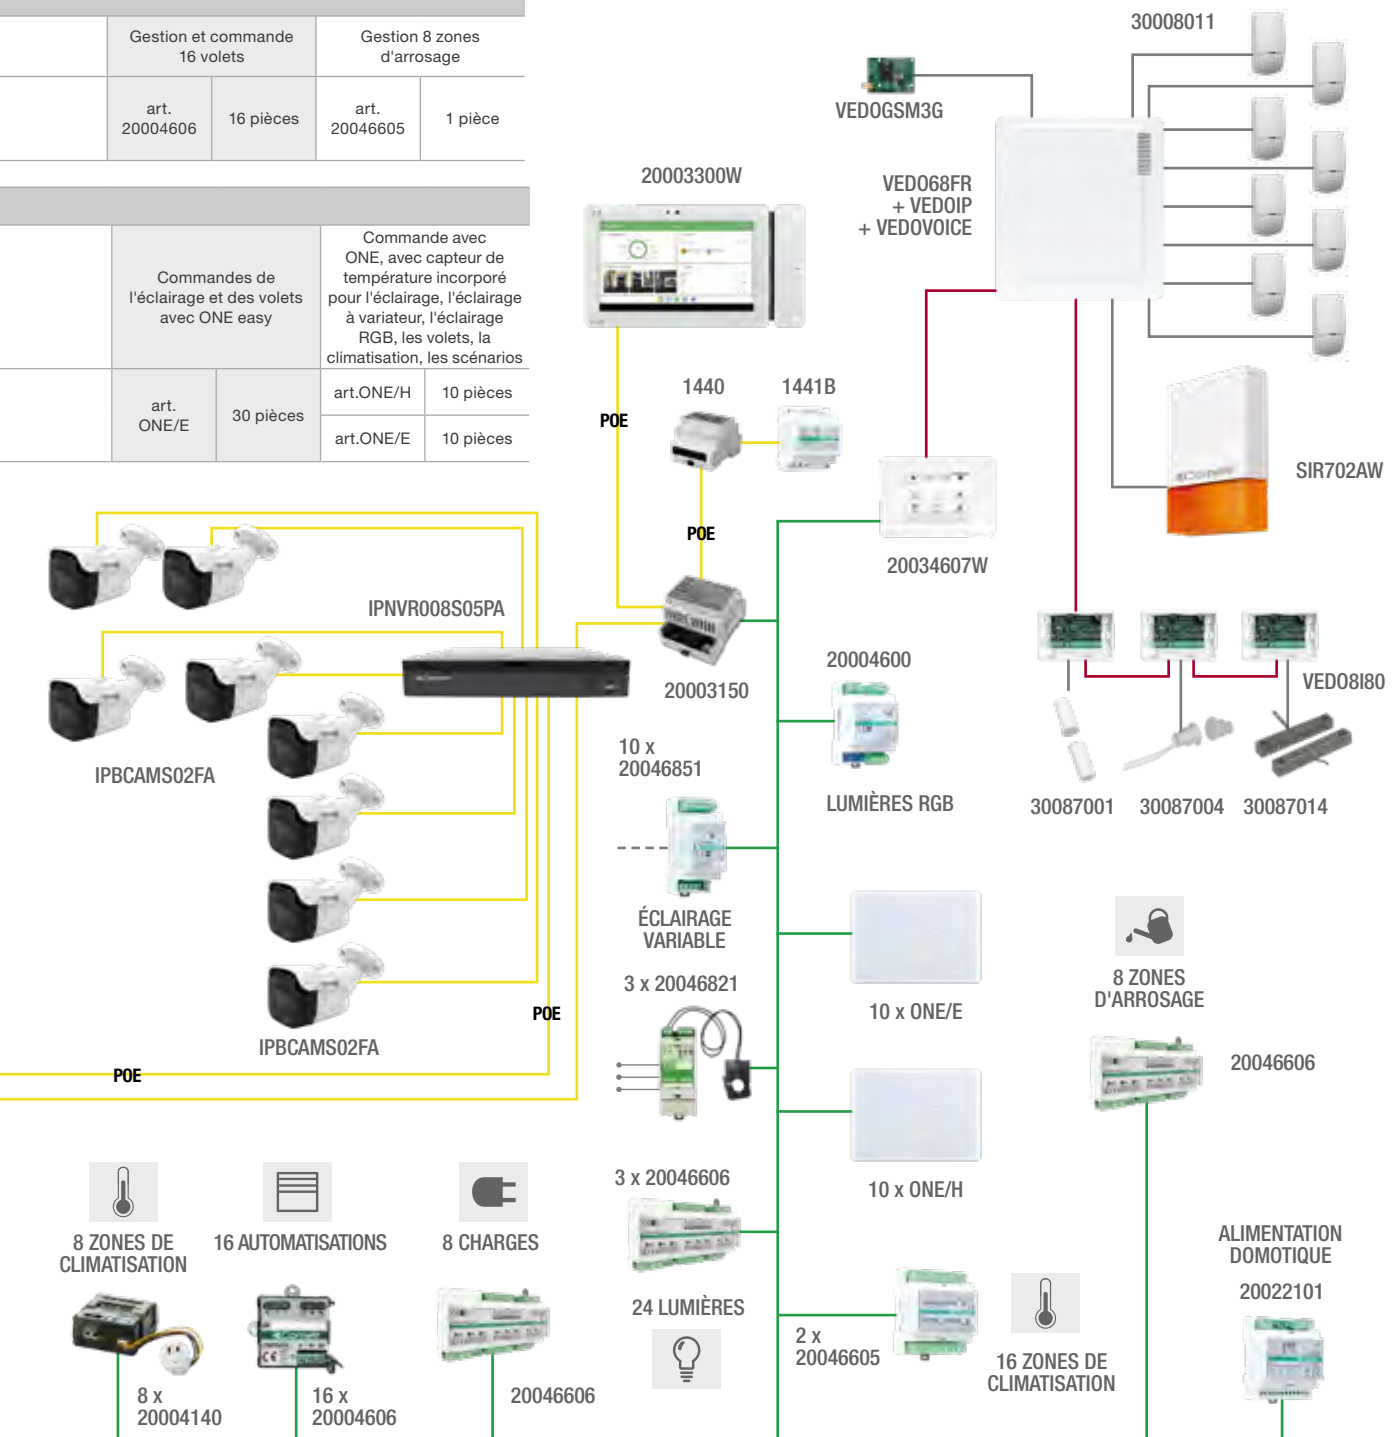 Gestion et commande
16 volets
Gestion 8 zones
d'arrosage
art.
20004606
16 pièces
art.
20046605
1 pièce
Commandes de
l'éclairage et des volets
avec ONE easy
Commande avec
ONE, avec capteur de
température incorporé
pour l'éclairage, l'éclairage
à variateur, l'éclairage
RGB, les volets, la
climatisation, les scénarios
art.
ONE/E
30 pièces
art.ONE/H
10 pièces
art.ONE/E
10 pièces
30008011
VEDOGSM3G
20003300W
VEDO68FR
+ VEDOIP
+ VEDOVOICE
1440
1441B
POE
SIR702AW
POE
20034607W
IPNVR008S05PA
20003150
20004600
VEDO8I80
IPBCAMS02FA
10 x
20046851
LUMIÈRES RGB
30087001
30087004
30087014
ÉCLAIRAGE
VARIABLE
3 x 20046821
10 x ONE/E
8 ZONES
D'ARROSAGE
POE
IPBCAMS02FA
POE
20046606
3 x 20046606
10 x ONE/H
8 ZONES DE
CLIMATISATION
16 AUTOMATISATIONS
8 CHARGES
ALIMENTATION
DOMOTIQUE
20022101
24 LUMIÈRES
2 x
20046605
16 ZONES DE
CLIMATISATION
8 x
20004140
16 x
20004606
20046606